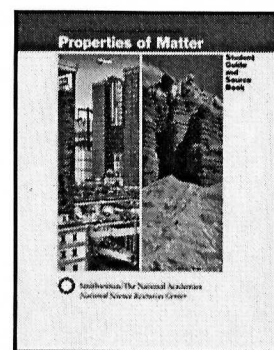 Properties of Matter
Student
Guide
and
Source
Book
Smithsonian/The National Academies
National Science Resources Center